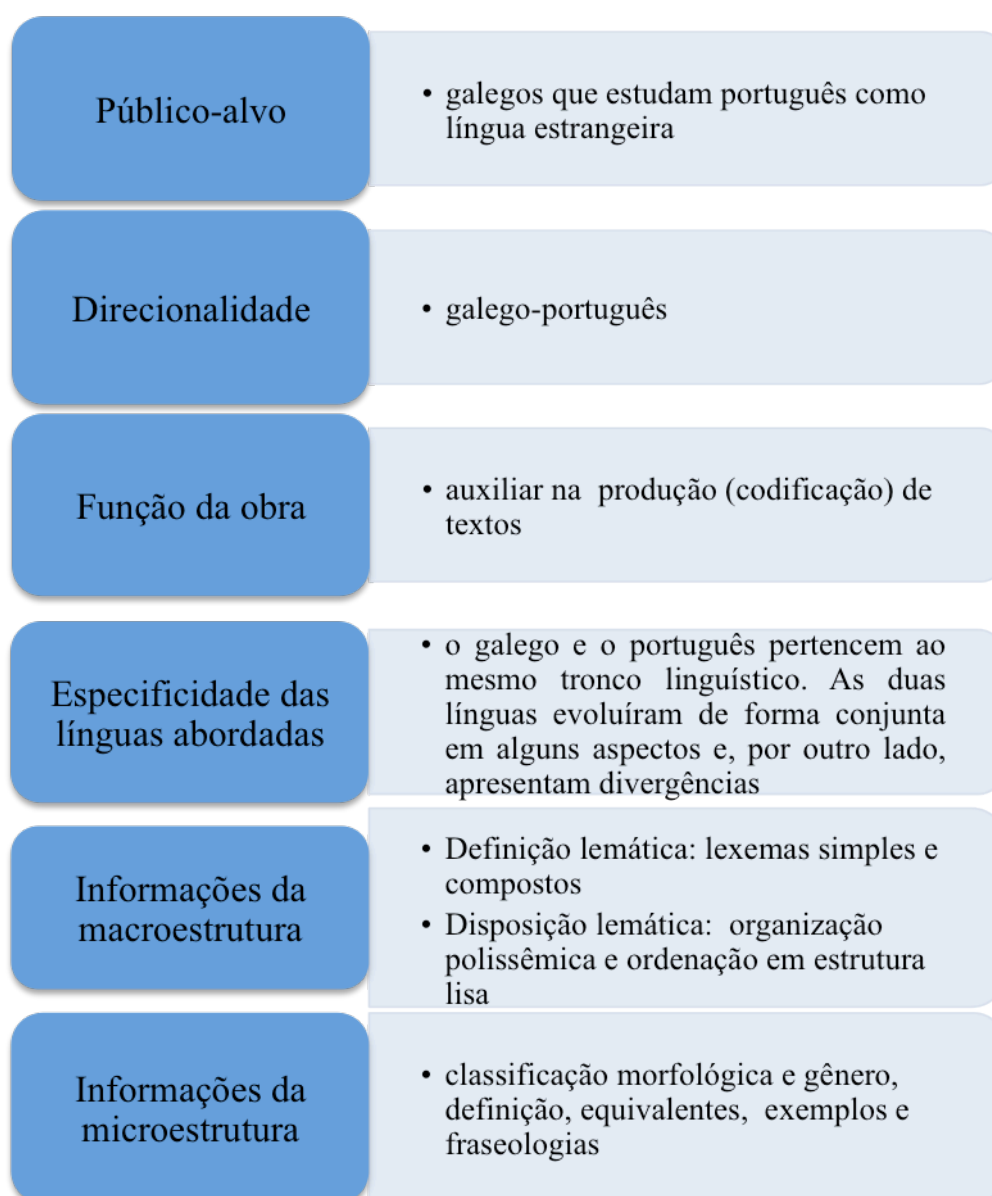 Público-alvo
• galegos que estudam português como
língua estrangeira
Direcionalidade
• galego-português
Função da obra
• auxiliar na produção (codificação) de
textos
Especificidade das
línguas abordadas
• o galego e o português pertencem ao
mesmo tronco linguístico. As duas
línguas evoluíram de forma conjunta
em alguns aspectos e, por outro lado,
apresentam divergências
Informações da
macroestrutura
• Definição lemática: lexemas simples e
compostos
• Disposição lemática: organização
polissêmica e ordenação em estrutura
lisa
Informações da
microestrutura
• classificação morfológica e gênero,
definição, equivalentes, exemplos e
fraseologias